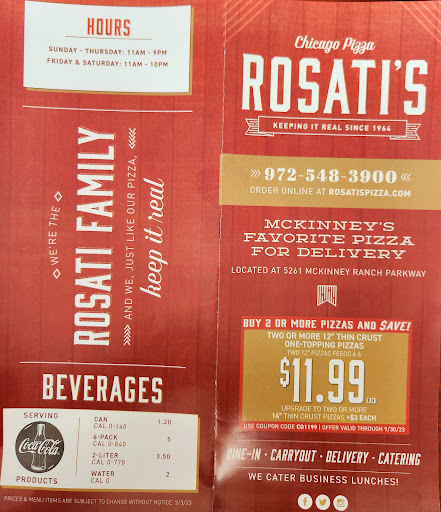 HOURS
SUNDAY - THURSDAY: 11AM - 9PM
FRIDAY & SATURDAY: 11AM - 10PM
WE'RE THE
ROSATI FAMILY
AND WE, JUST LIKE OUR PIZZA,
keep it real
BEVERAGES
SERVING
Coca-Cola
PRODUCTS
CAN 1.20
CAL 0-140
6-PACK 5
CAL 0-840
2-LITER 3.50
CAL 0-778
WATER 2
CAL 0
PRICES & MENU ITEMS ARE SUBJECT TO CHANGE WITHOUT NOTICE. 3/3/23
Chicago Pizza
ROSATI'S
KEEPING IT REAL SINCE 1964
972-548-3900
ORDER ONLINE AT ROSATISPIZZA.COM
MCKINNEY'S
FAVORITE PIZZA
FOR DELIVERY
LOCATED AT 5261 MCKINNEY RANCH PARKWAY
BUY 2 OR MORE PIZZAS AND $AVE!
TWO OR MORE 12" THIN CRUST
ONE-TOPPING PIZZAS
TWO 12" PIZZAS FEEDS 4-6
$11.99 EACH
UPGRADE TO TWO OR MORE
14" THIN CRUST PIZZAS +$3 EACH
USE COUPON CODE CO1199 | OFFER VALID THROUGH 9/30/23
DINE-IN · CARRYOUT · DELIVERY · CATERING
WE CATER BUSINESS LUNCHES!